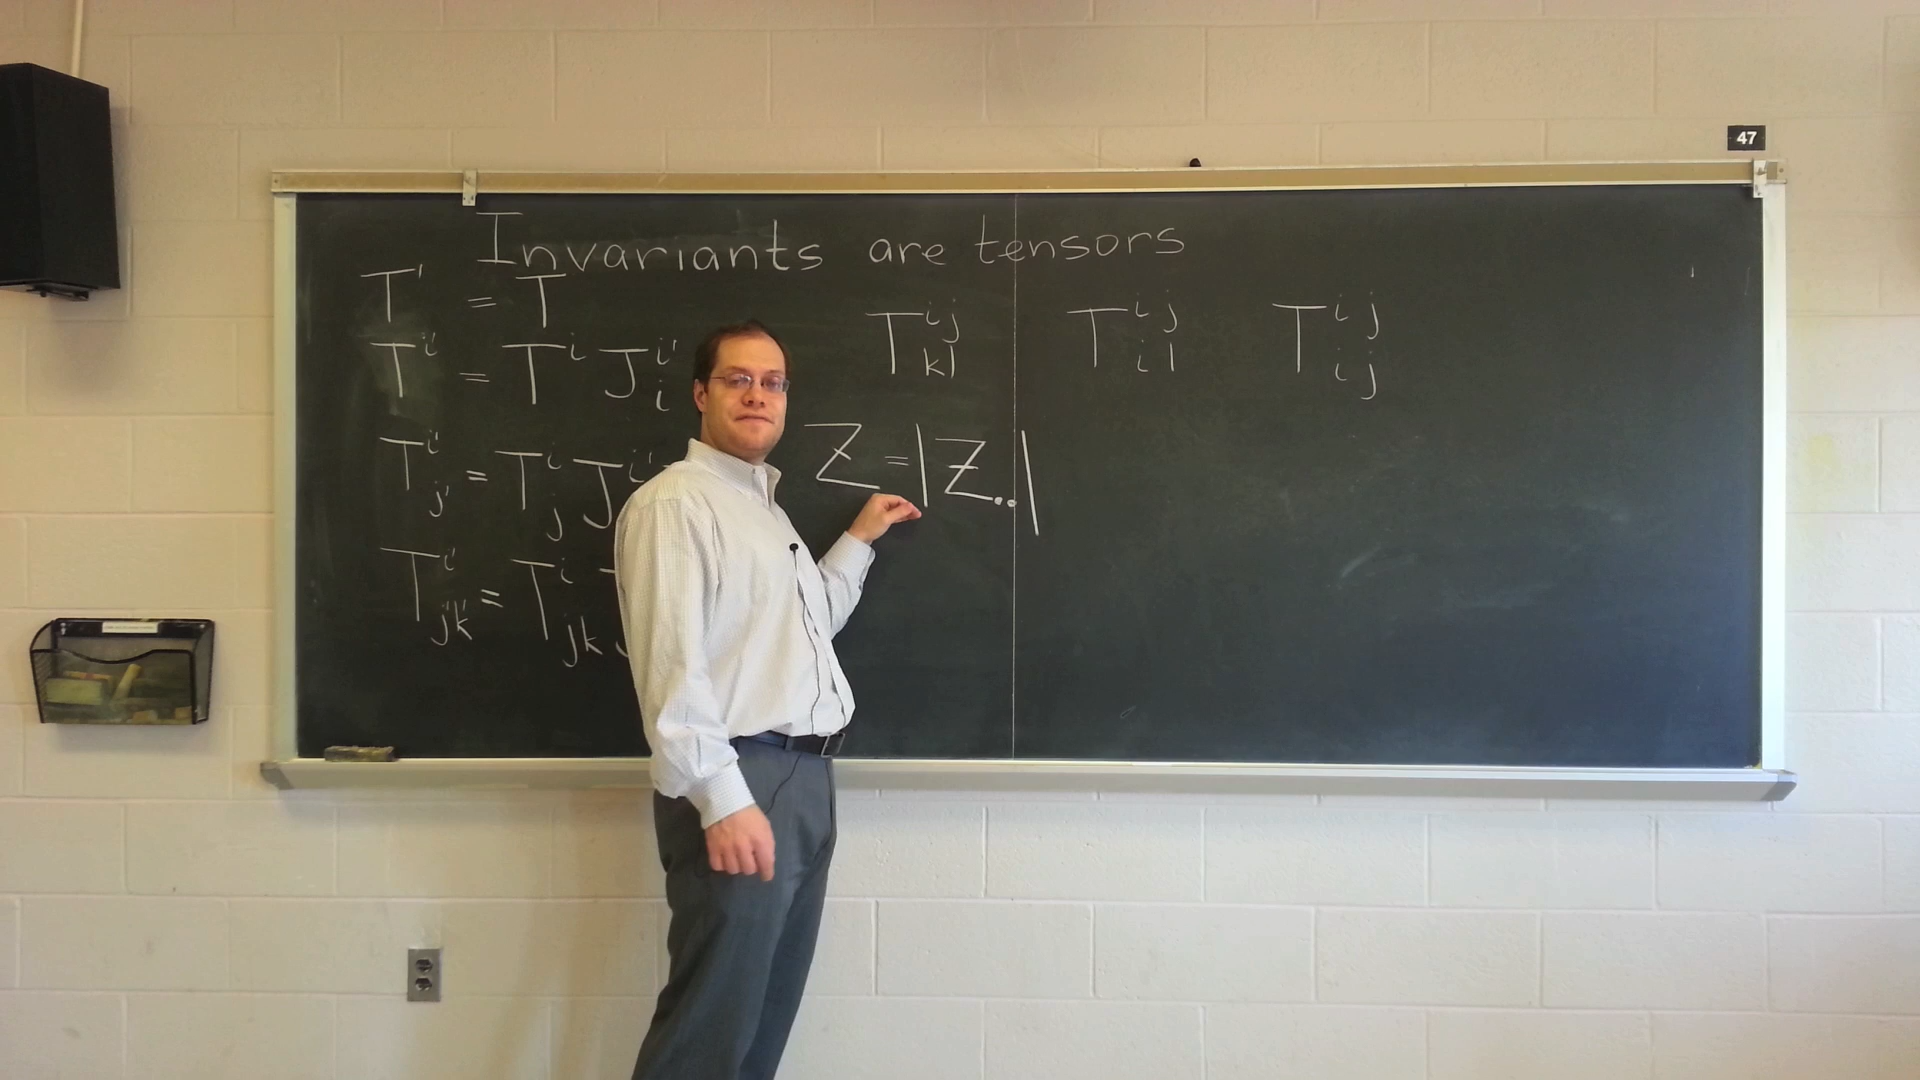 47
Invariants are tensors
T' = T
T^{i'} = T^i J^{i'}_i
T^{i'}_{j'} = T^i_j J^{i'}
T^{i'}_{j'k'} = T^i_{jk}
T^{ij}_{kl} T^{ij}_{il} T^{ij}_{ij}
Z = |Z..|